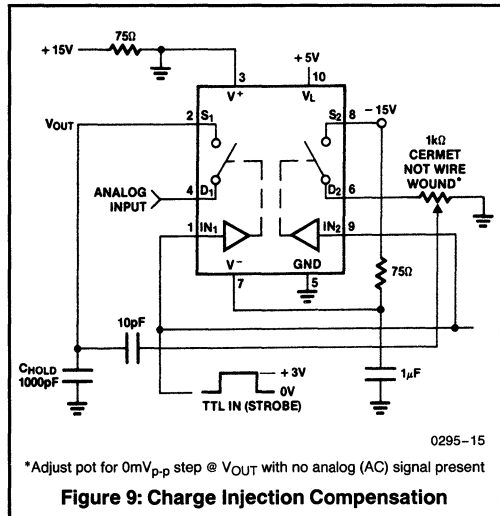 75Ω
+15V
+5V
3
10
V+
VL
2
S1
S2
8
-15V
VOUT
1kΩ
CERMET
NOT WIRE
WOUND*
ANALOG
INPUT
4
D1
D2
6
1
IN1
IN2
9
V-
GND
7
5
75Ω
10pF
CHOLD
1000pF
+3V
0V
TTL IN (STROBE)
1μF
0295-15
*Adjust pot for 0mVp-p step @ VOUT with no analog (AC) signal present
Figure 9: Charge Injection Compensation